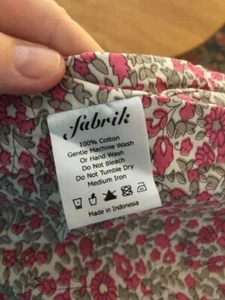 fabrik
100% Cotton
Gentle Machine Wash
Or Hand Wash
Do Not Bleach
Do Not Tumble Dry
Medium Iron
Made in Indonesia